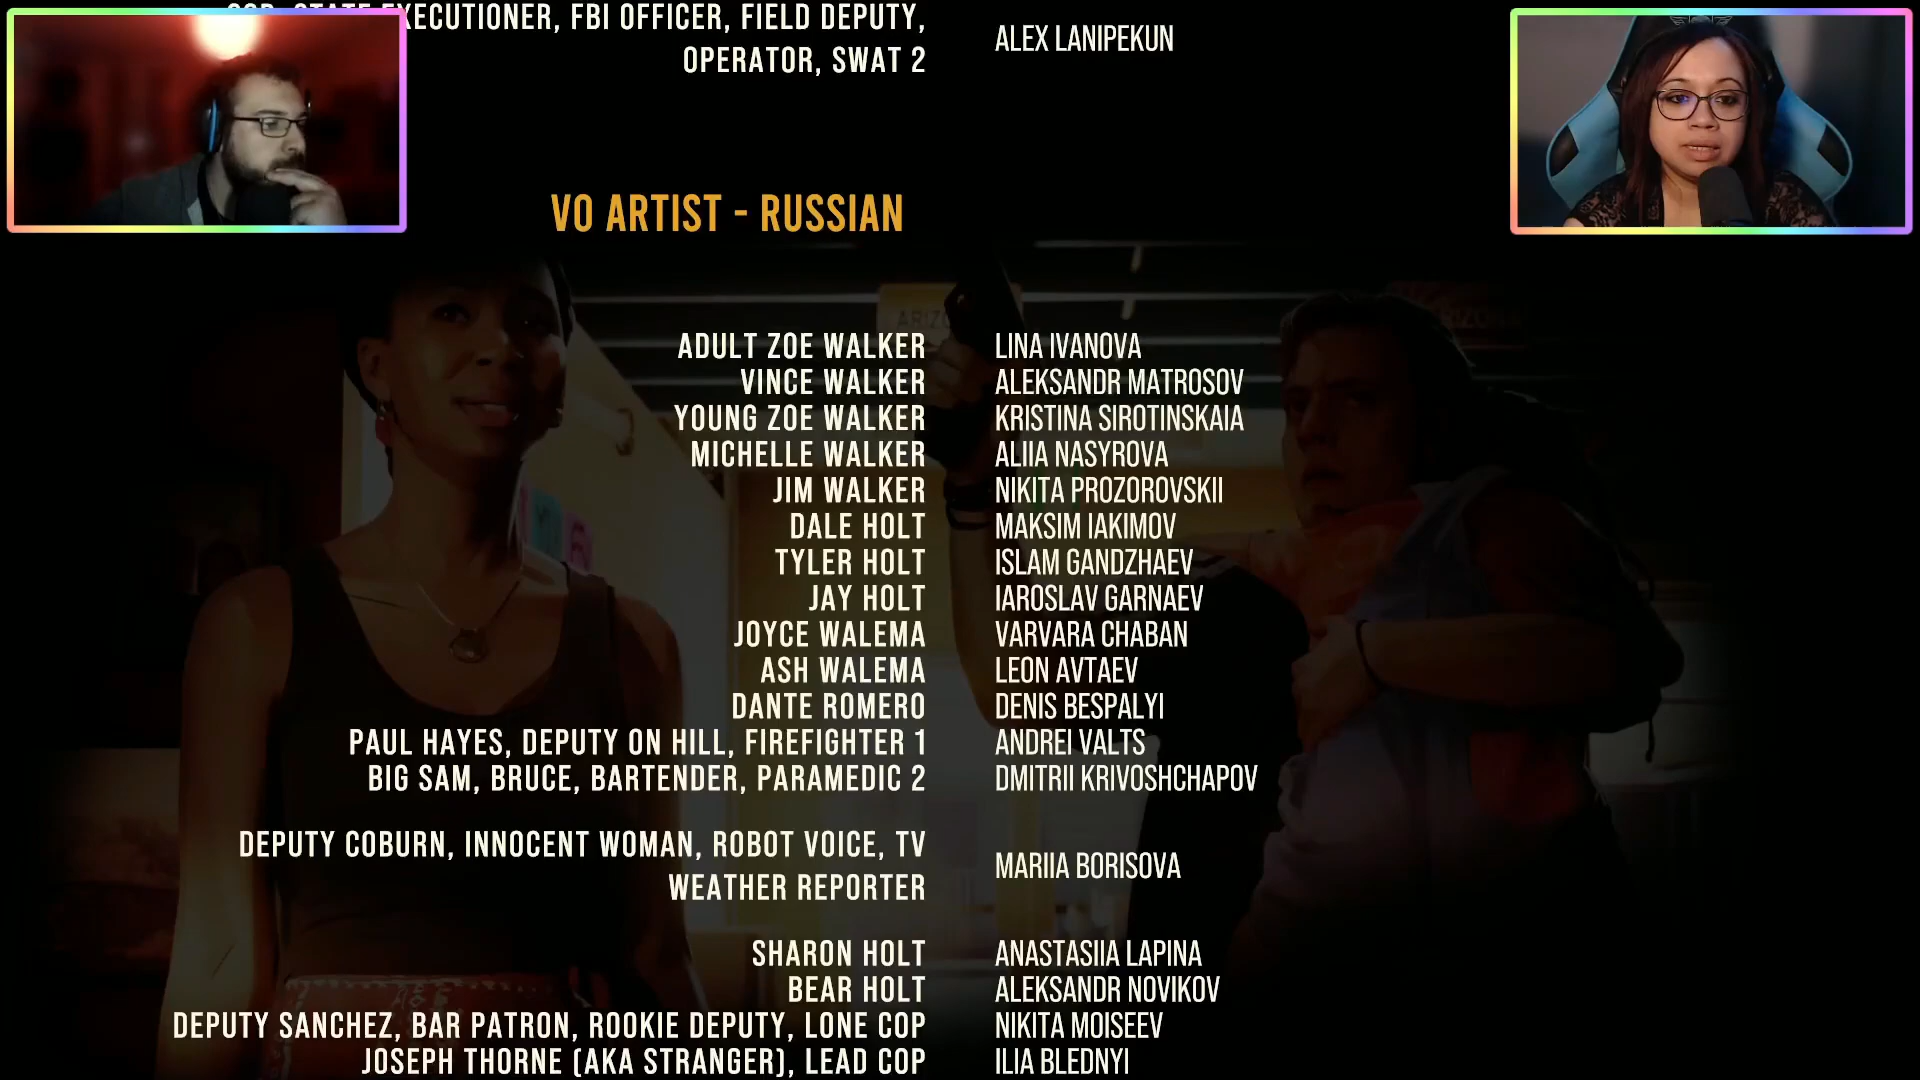 EXECUTIONER, FBI OFFICER, FIELD DEPUTY,
OPERATOR, SWAT 2 ALEX LANIPEKUN
VO ARTIST - RUSSIAN
ADULT ZOE WALKER LINA IVANOVA
VINCE WALKER ALEKSANDR MATROSOV
YOUNG ZOE WALKER KRISTINA SIROTINSKAIA
MICHELLE WALKER ALIIA NASYROVA
JIM WALKER NIKITA PROZOROVSKII
DALE HOLT MAKSIM IAKIMOV
TYLER HOLT ISLAM GANDZHAEV
JAY HOLT IAROSLAV GARNAEV
JOYCE WALEMA VARVARA CHABAN
ASH WALEMA LEON AVTAEV
DANTE ROMERO DENIS BESPALYI
PAUL HAYES, DEPUTY ON HILL, FIREFIGHTER 1 ANDREI VALTS
BIG SAM, BRUCE, BARTENDER, PARAMEDIC 2 DMITRII KRIVOSHCHAPOV
DEPUTY COBURN, INNOCENT WOMAN, ROBOT VOICE, TV
WEATHER REPORTER MARIIA BORISOVA
SHARON HOLT ANASTASIIA LAPINA
BEAR HOLT ALEKSANDR NOVIKOV
DEPUTY SANCHEZ, BAR PATRON, ROOKIE DEPUTY, LONE COP NIKITA MOISEEV
JOSEPH THORNE (AKA STRANGER), LEAD COP ILIA BLEDNYI